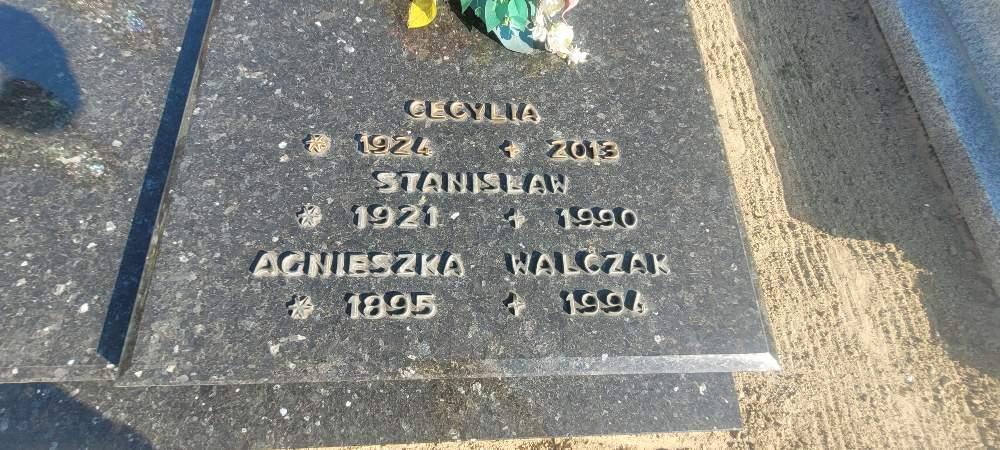 CECYLIA
* 1924 + 2013
STANISŁAW
* 1921 + 1990
AGNIESZKA WALCZAK
* 1895 + 1994